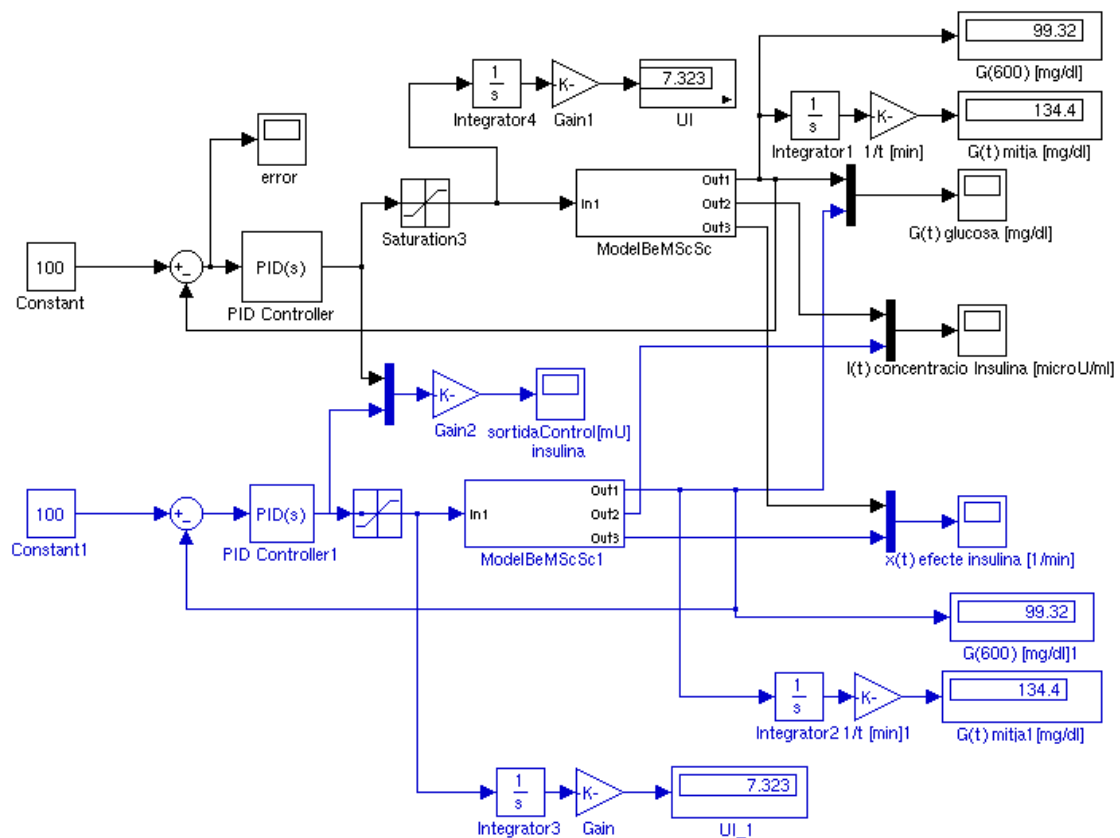 99.32
G(600) [mg/dl]
1
s
Integrator4
-K-
Gain1
7.323
UI
1
s
Integrator1
-K-
1/t [min]
134.4
G(t) mitja [mg/dl]
error
Saturation3
In1
Out1
Out2
Out3
ModelBeMScSc
G(t) glucosa [mg/dl]
100
Constant
+
-
PID(s)
PID Controller
I(t) concentracio Insulina [microU/ml]
-K-
Gain2
sortidaControl[mU]
insulina
100
Constant1
+
-
PID(s)
PID Controller1
In1
Out1
Out2
Out3
ModelBeMScSc1
x(t) efecte insulina [1/min]
99.32
G(600) [mg/dl]1
1
s
Integrator2
-K-
1/t [min]1
134.4
G(t) mitja1 [mg/dl]
1
s
Integrator3
-K-
Gain
7.323
UI_1